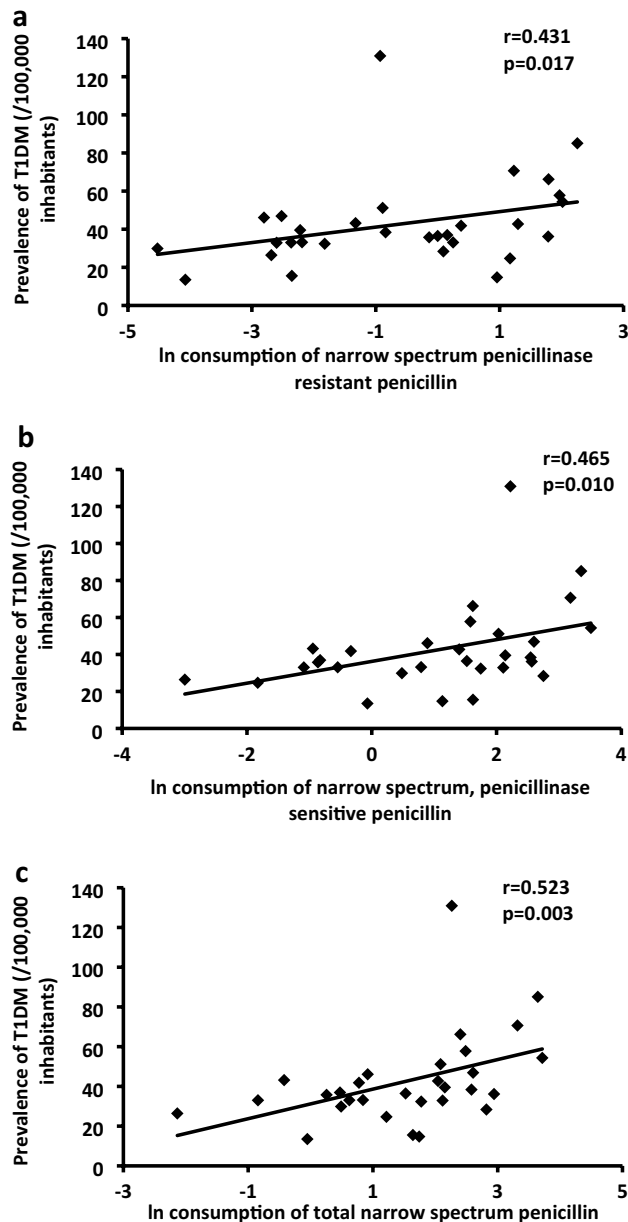 a
Prevalence of T1DM (/100,000
inhabitants)
140
120
100
80
60
40
20
0
r=0.431
p=0.017
-5
-3
-1
1
3
ln consumption of narrow spectrum penicillinase
resistant penicillin
b
Prevalence of T1DM (/100,000
inhabitants)
140
120
100
80
60
40
20
0
r=0.465
p=0.010
-4
-2
0
2
4
ln consumption of narrow spectrum, penicillinase
sensitive penicillin
c
Prevalence of T1DM (/100,000
inhabitants)
140
120
100
80
60
40
20
0
r=0.523
p=0.003
-3
-1
1
3
5
ln consumption of total narrow spectrum penicillin